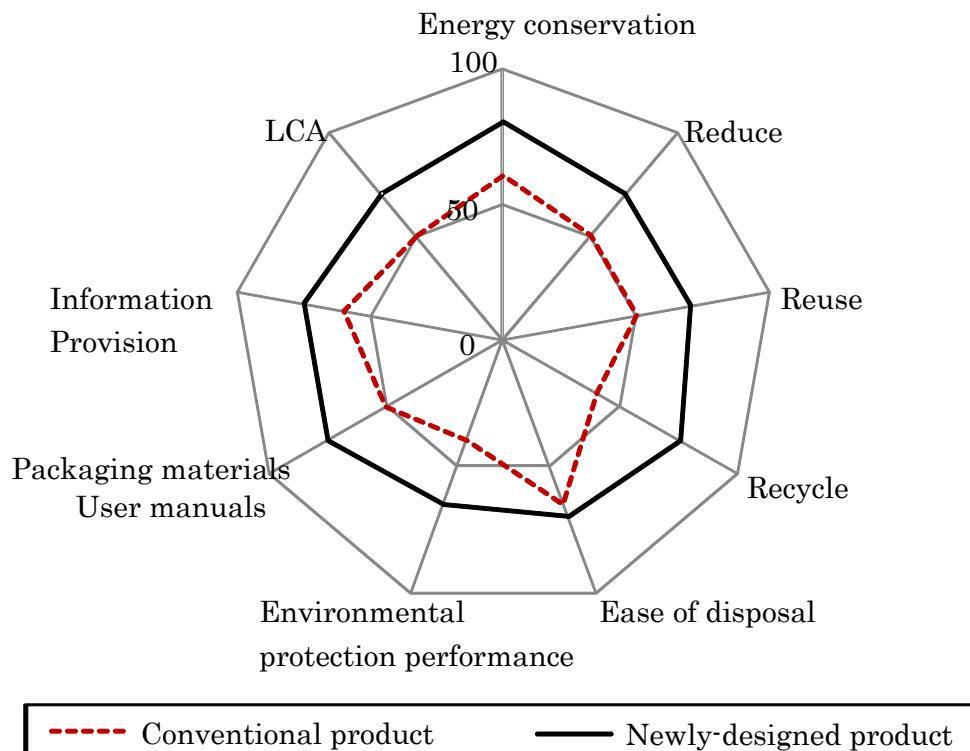 Energy conservation
100
LCA
Reduce
50
Information
Provision
Reuse
0
Packaging materials
User manuals
Recycle
Environmental
protection performance
Ease of disposal
Conventional product
Newly-designed product